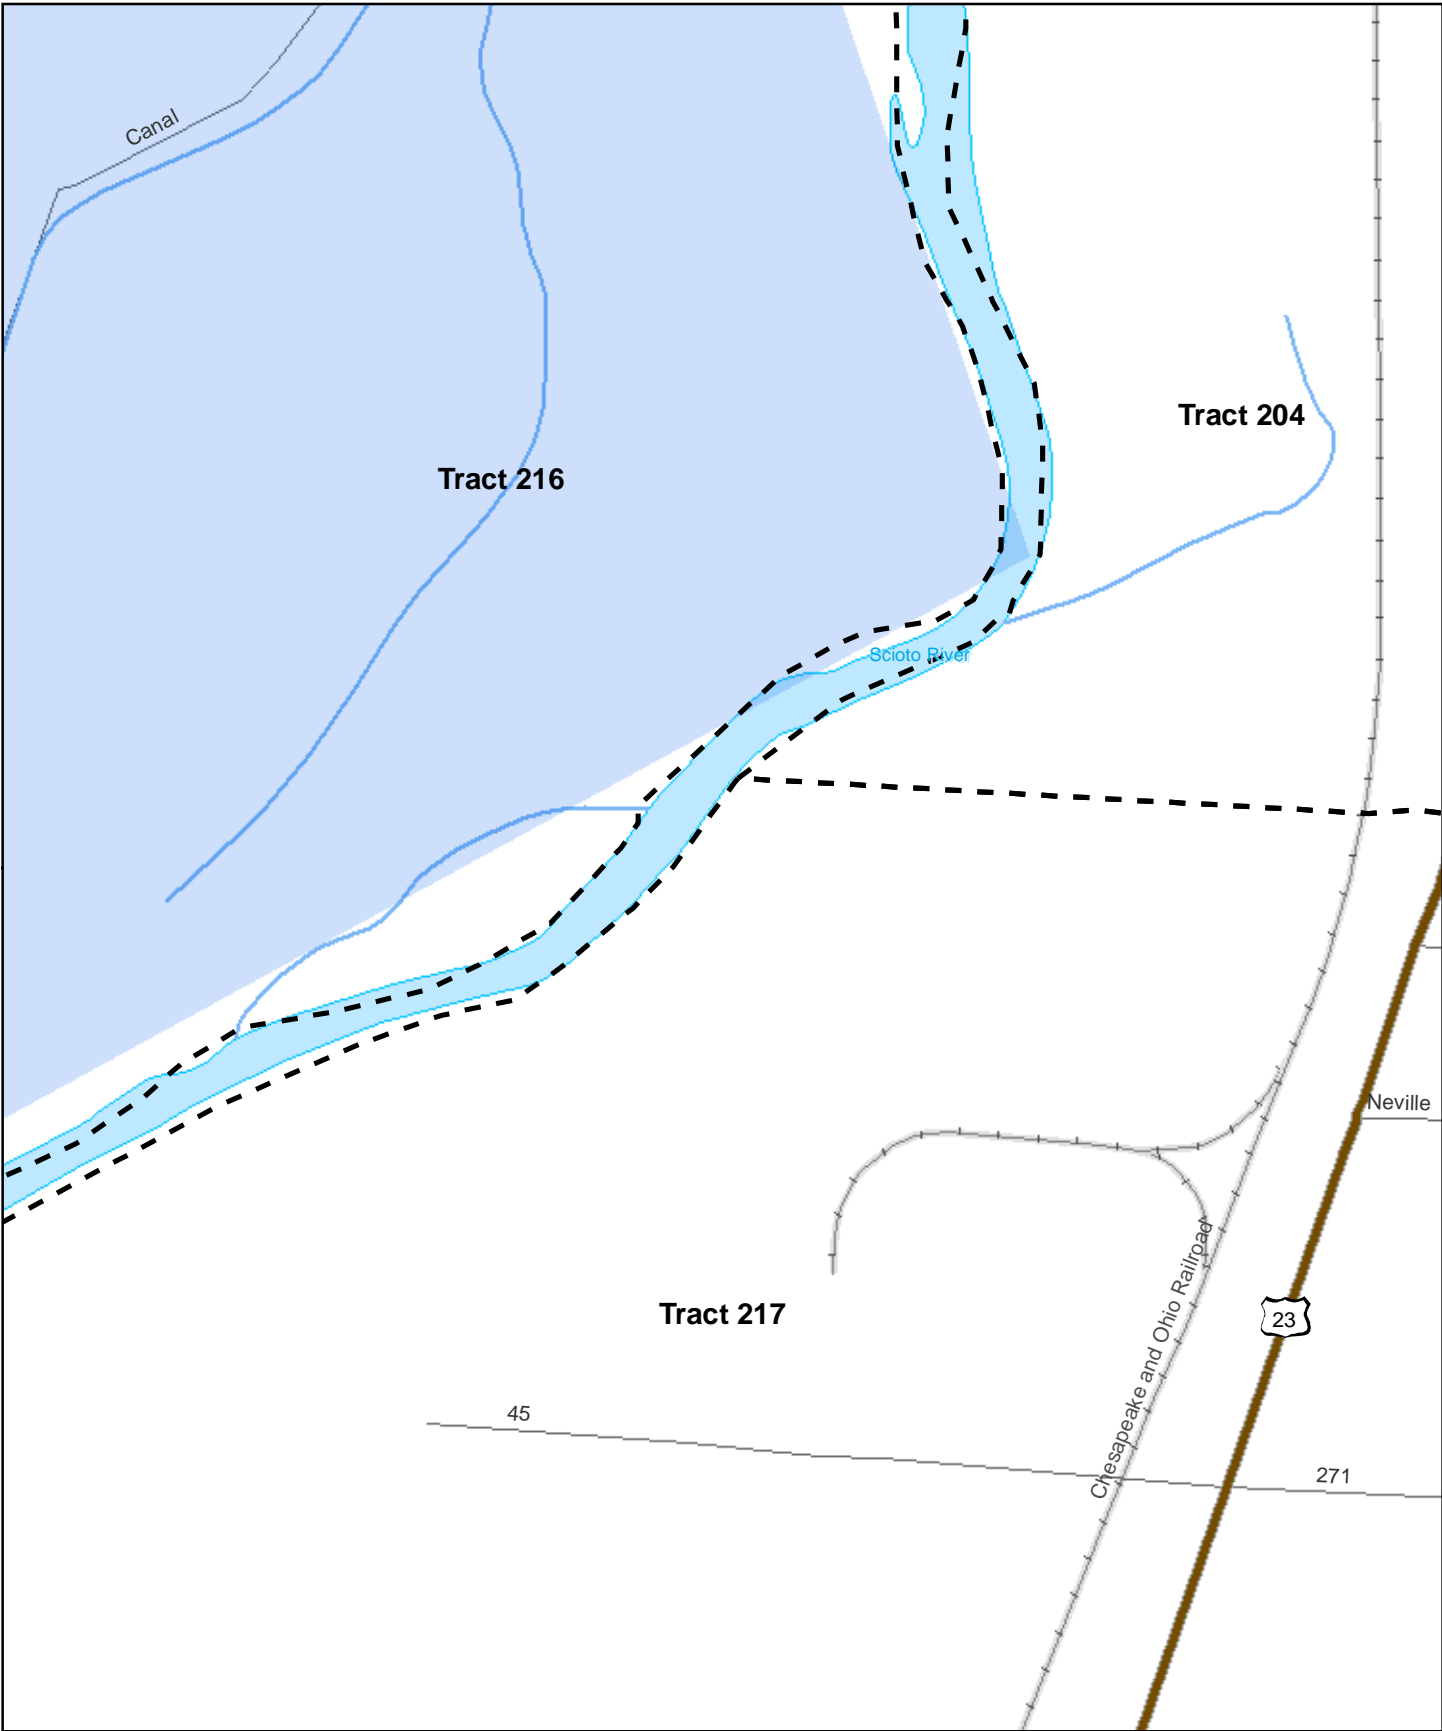 Canal
Tract 204
Tract 216
Scioto River
Neville
Chesapeake and Ohio Railroad
Tract 217
23
45
271